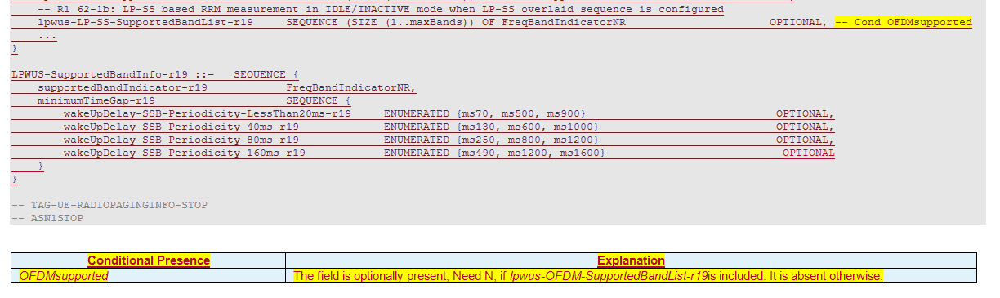 -- R1 62-1b: LP-SS based RRM measurement in IDLE/INACTIVE mode when LP-SS overlaid sequence is configured
lpwus-LP-SS-SupportedBandList-r19 SEQUENCE (SIZE (1..maxBands)) OF FreqBandIndicatorNR OPTIONAL, -- Cond OFDMsupported
...
}
LPWUS-SupportedBandInfo-r19 ::= SEQUENCE {
supportedBandIndicator-r19 FreqBandIndicatorNR,
minimumTimeGap-r19 SEQUENCE {
wakeUpDelay-SSB-Periodicity-LessThan20ms-r19 ENUMERATED {ms70, ms500, ms900} OPTIONAL,
wakeUpDelay-SSB-Periodicity-40ms-r19 ENUMERATED {ms130, ms600, ms1000} OPTIONAL,
wakeUpDelay-SSB-Periodicity-80ms-r19 ENUMERATED {ms250, ms800, ms1200} OPTIONAL,
wakeUpDelay-SSB-Periodicity-160ms-r19 ENUMERATED {ms490, ms1200, ms1600} OPTIONAL
}
}
-- TAG-UE-RADIOPAGINGINFO-STOP
-- ASN1STOP
Conditional Presence Explanation
OFDMsupported The field is optionally present, Need N, if lpwus-OFDM-SupportedBandList-r19is included. It is absent otherwise.